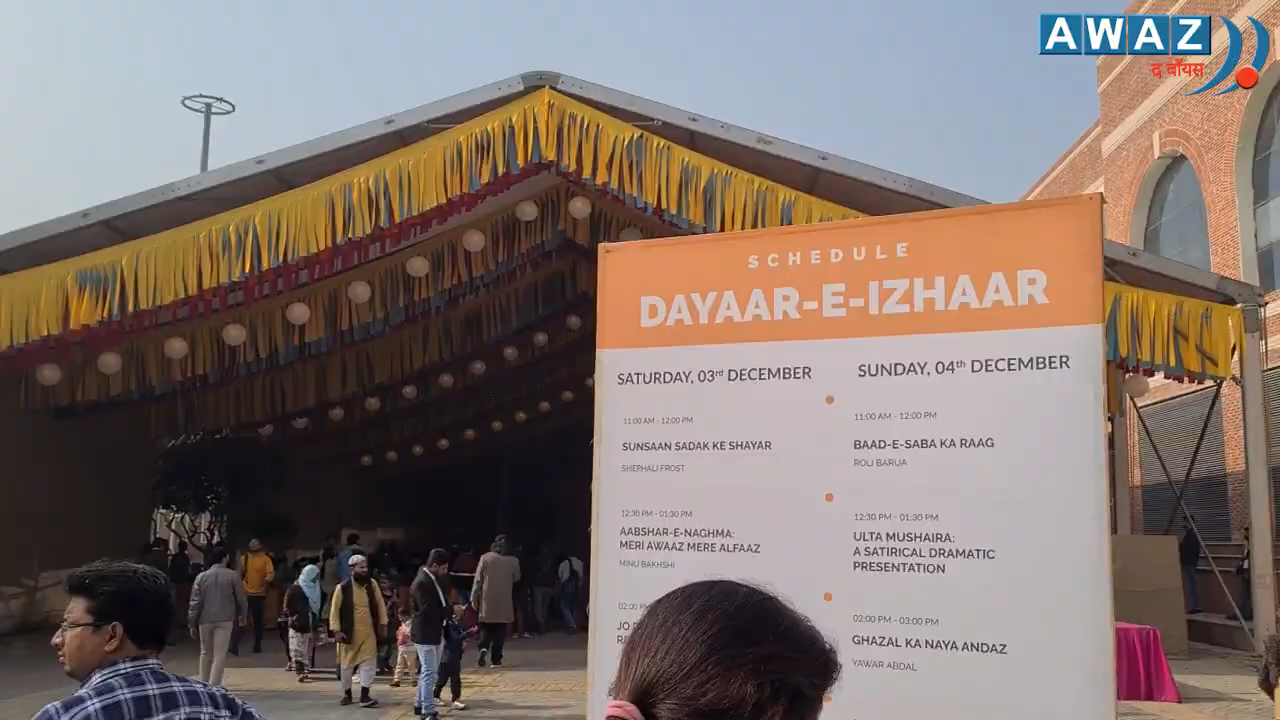 AWAZ
द वॉयस
SCHEDULE
DAYAAR-E-IZHAAR
SATURDAY, 03rd DECEMBER
11:00 AM - 12:00 PM
SUNSAAN SADAK KE SHAYAR
SHEPHALI FROST
12:30 PM - 01:30 PM
AABSHAR-E-NAGHMA:
MERI AWAAZ MERE ALFAAZ
MINU BAKHSHI
02:00 PM
SUNDAY, 04th DECEMBER
11:00 AM - 12:00 PM
BAAD-E-SABA KA RAAG
ROLI BARUA
12:30 PM - 01:30 PM
ULTA MUSHAIRA:
A SATIRICAL DRAMATIC
PRESENTATION
02:00 PM - 03:00 PM
GHAZAL KA NAYA ANDAZ
YAWAR ABDAL